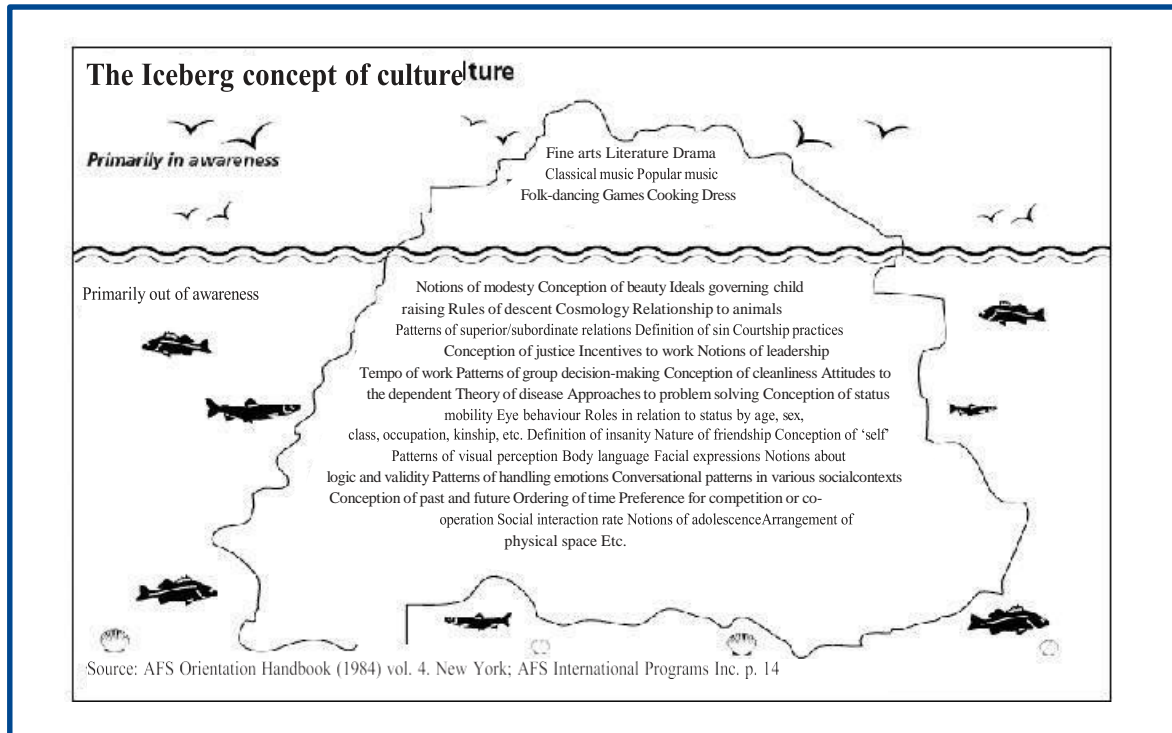 The Iceberg concept of culture lture
Primarily in awareness
Fine arts Literature Drama
Classical music Popular music
Folk-dancing Games Cooking Dress
Primarily out of awareness
Notions of modesty Conception of beauty Ideals governing child
raising Rules of descent Cosmology Relationship to animals
Patterns of superior/subordinate relations Definition of sin Courtship practices
Conception of justice Incentives to work Notions of leadership
Tempo of work Patterns of group decision-making Conception of cleanliness Attitudes to
the dependent Theory of disease Approaches to problem solving Conception of status
mobility Eye behaviour Roles in relation to status by age, sex,
class, occupation, kinship, etc. Definition of insanity Nature of friendship Conception of ‘self’
Patterns of visual perception Body language Facial expressions Notions about
logic and validity Patterns of handling emotions Conversational patterns in various socialcontexts
Conception of past and future Ordering of time Preference for competition or co-
operation Social interaction rate Notions of adolescenceArrangement of
physical space Etc.
Source: AFS Orientation Handbook (1984) vol. 4. New York; AFS International Programs Inc. p. 14